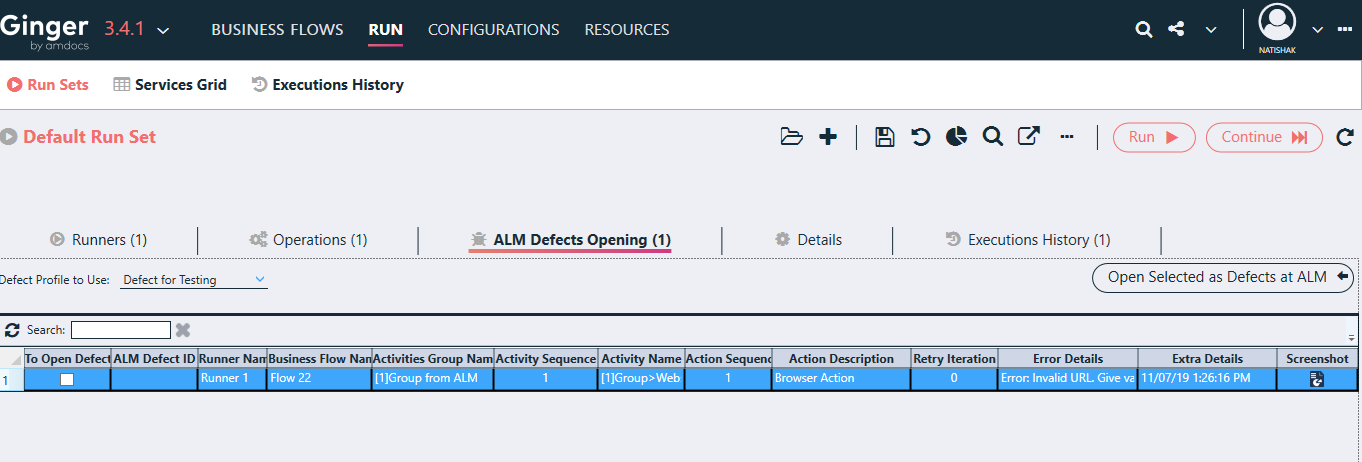 Ginger 3.4.1 BUSINESS FLOWS RUN CONFIGURATIONS RESOURCES
by amdocs
NATISHAK
Run Sets Services Grid Executions History
Default Run Set Run Continue
Runners (1) Operations (1) ALM Defects Opening (1) Details Executions History (1)
Defect Profile to Use: Defect for Testing Open Selected as Defects at ALM
Search:
To Open Defect ALM Defect ID Runner Nam Business Flow Nam Activities Group Nam Activity Sequence Activity Name Action Sequenc Action Description Retry Iteration Error Details Extra Details Screenshot
1 Runner 1 Flow 22 [1]Group from ALM 1 [1]Group>Web 1 Browser Action 0 Error: Invalid URL. Give va 11/07/19 1:26:16 PM